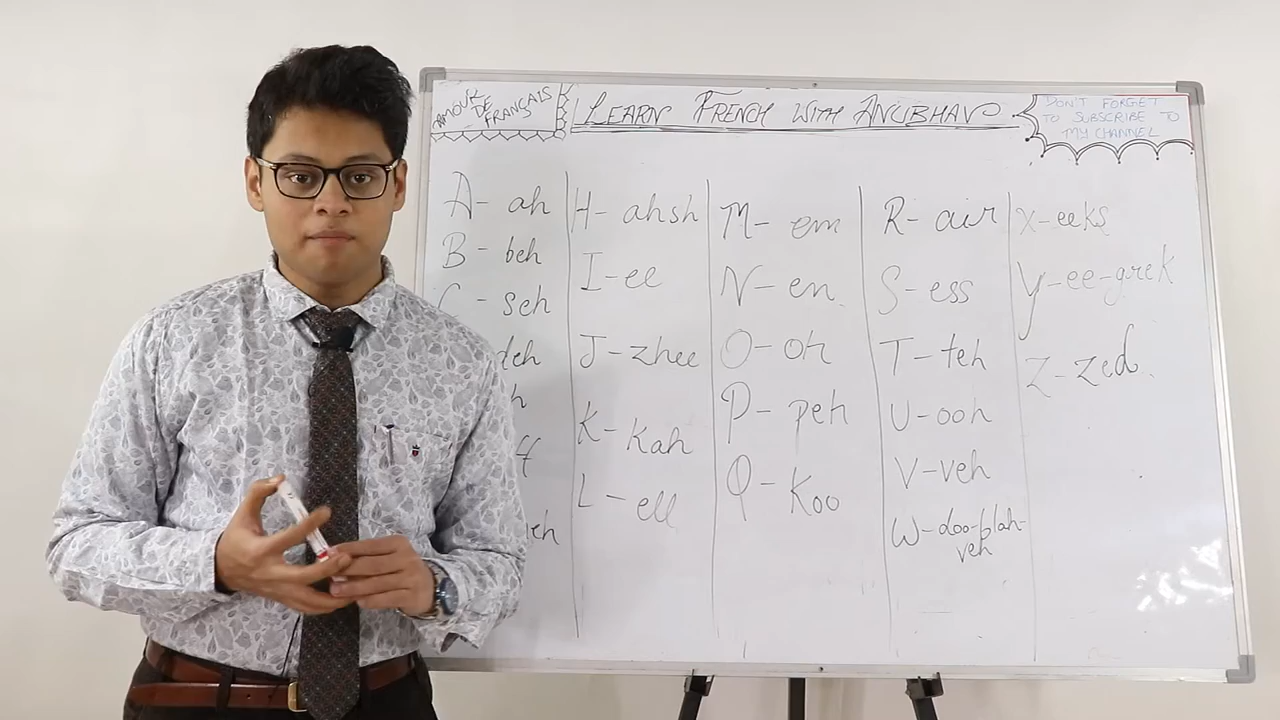 AMOUR
DE
FRANÇAIS
LEARN FRENCH WITH ANUBHAV
DON'T FORGET
TO SUBSCRIBE TO
MY CHANNEL
A- ah
B - beh
C - seh
deh
h
ff
eh
H- ahsh
I-ee
J-zhee
K- kah
L- ell
M- em
N-en
O-oh
P- peh
Q- koo
R- air
S-ess
T-teh
U-ooh
V-veh
W-doo-blah-
veh
X-eeks
Y-ee-grek
Z-zed.